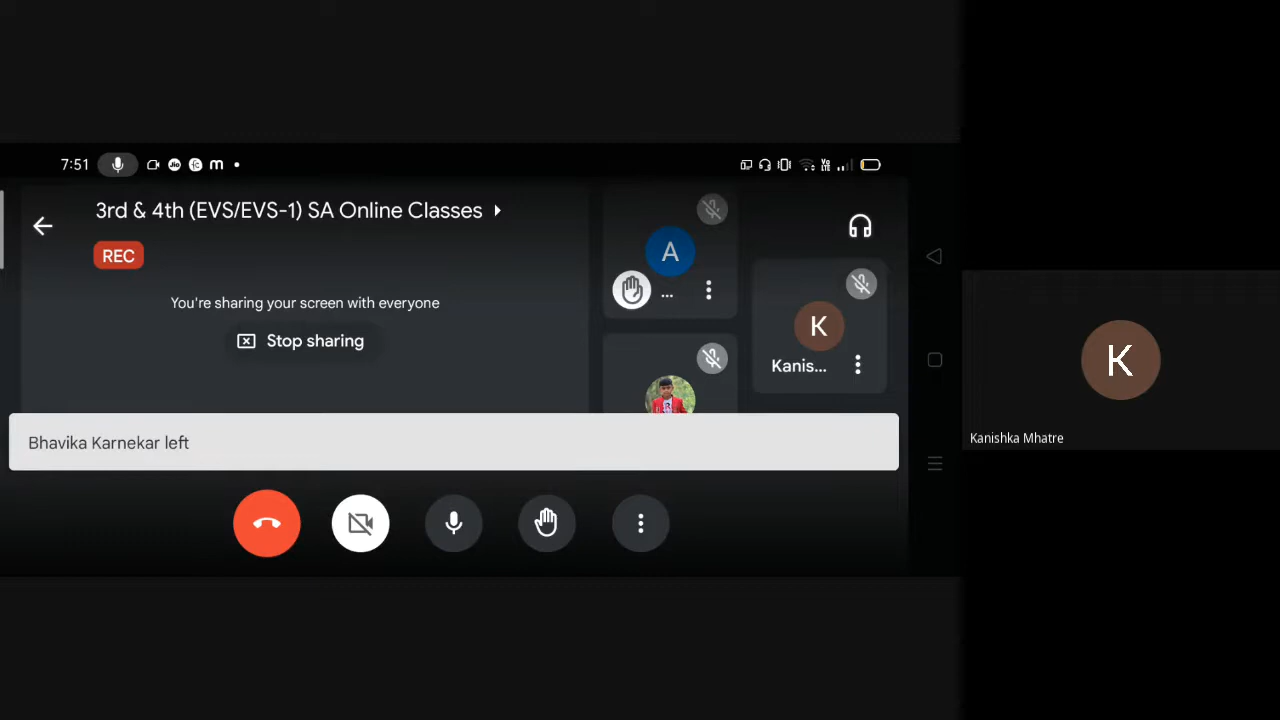 7:51
3rd & 4th (EVS/EVS-1) SA Online Classes
REC
You're sharing your screen with everyone
Stop sharing
A
...
K
Kanis...
Bhavika Karnekar left
K
Kanishka Mhatre